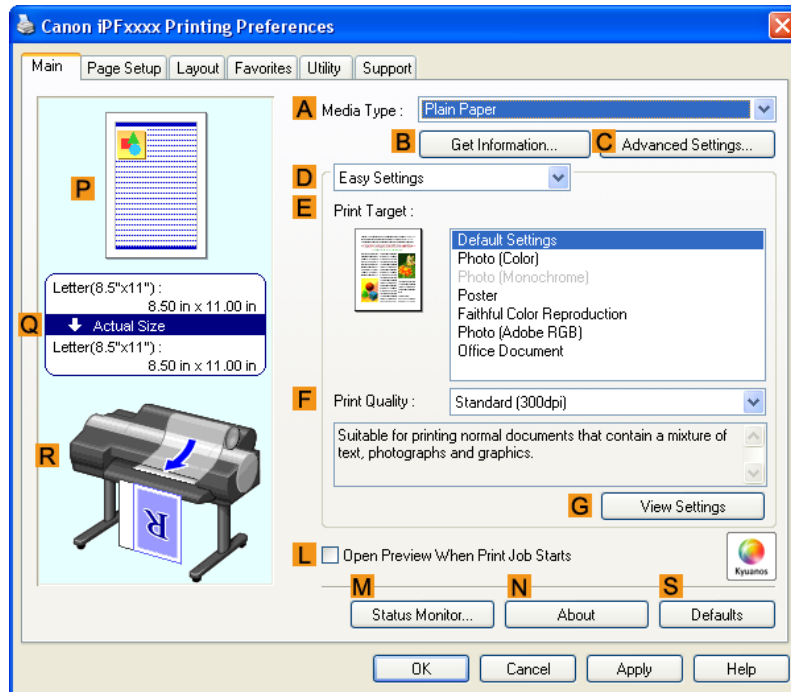 Canon iPFxxxx Printing Preferences
Main Page Setup Layout Favorites Utility Support
A Media Type : Plain Paper
B Get Information... C Advanced Settings...
D Easy Settings
P
E Print Target :
Default Settings
Photo (Color)
Photo (Monochrome)
Poster
Faithful Color Reproduction
Photo (Adobe RGB)
Office Document
Letter(8.5"x11") :
8.50 in x 11.00 in
Q Actual Size
Letter(8.5"x11") :
8.50 in x 11.00 in
F Print Quality : Standard (300dpi)
Suitable for printing normal documents that contain a mixture of
text, photographs and graphics.
R
R
G View Settings
L Open Preview When Print Job Starts
Kyuanos
M Status Monitor... N About S Defaults
OK Cancel Apply Help